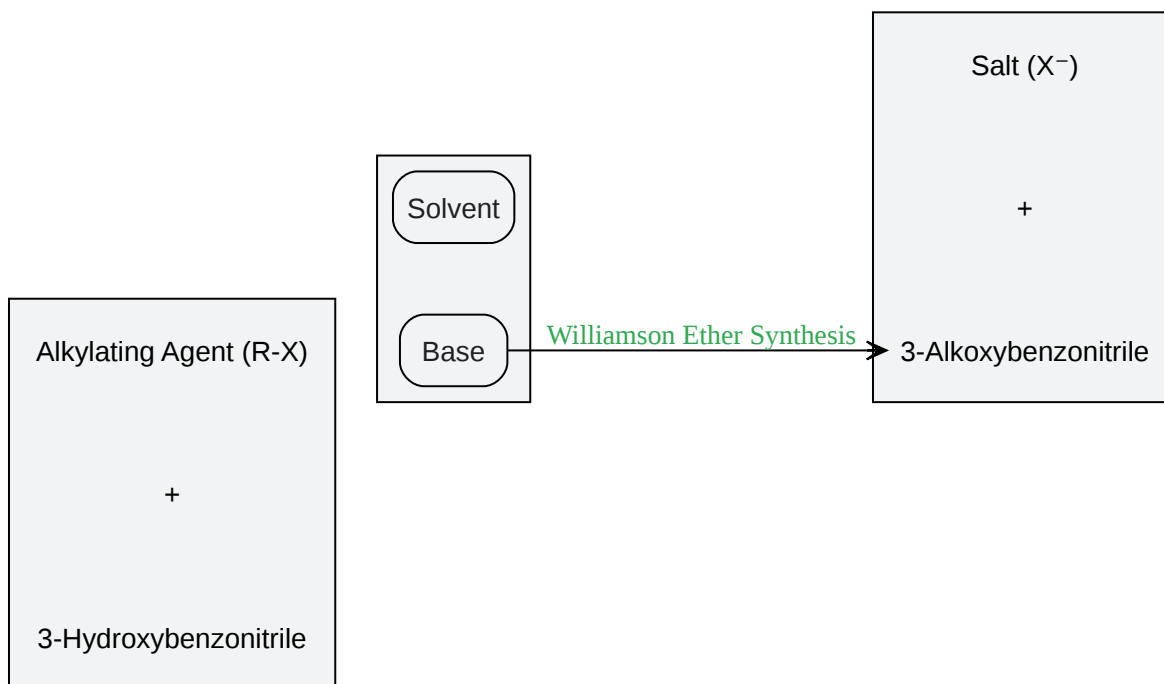 Alkylating Agent (R-X)
+
3-Hydroxybenzonitrile
Solvent
Base
Williamson Ether Synthesis
Salt (X⁻)
+
3-Alkoxybenzonitrile